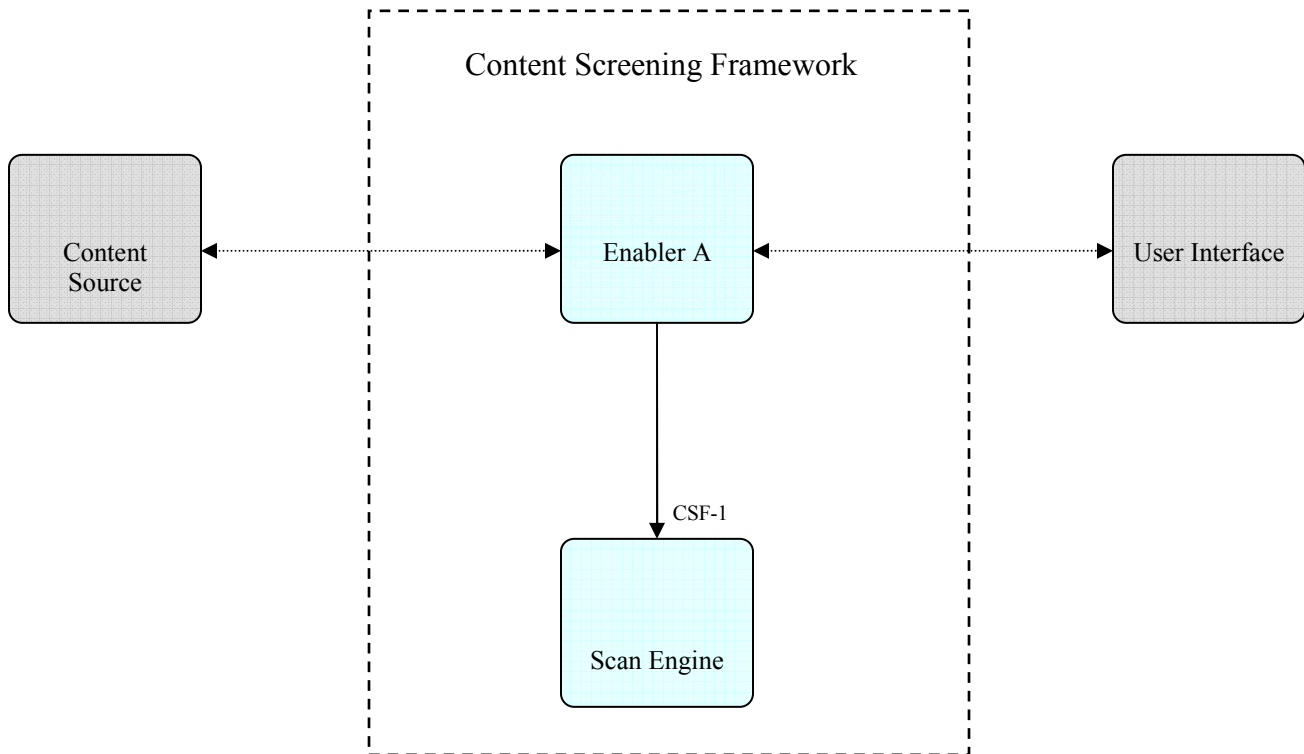 Content Screening Framework
Content
Source
Enabler A
User Interface
CSF-1
Scan Engine